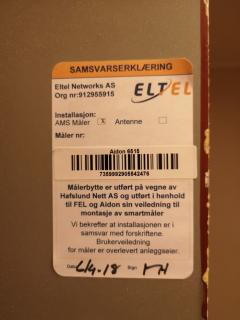 SAMSVARSERKLÆRING
Eltel Networks AS
Org nr:912955915
ELTEL
Installasjon:
AMS Måler X Antenne
Måler nr:
Aidon 6515
7359992905642476
Målerbytte er utført på vegne av
Hafslund Nett AS og utført i henhold
til FEL og Aidon sin veiledning til
montasje av smartmåler
Vi bekrefter at installasjonen er i
samsvar med forskriftene.
Brukerveiledning
for måler er overlevert anleggseier.
Dato 4/4-18 Sign